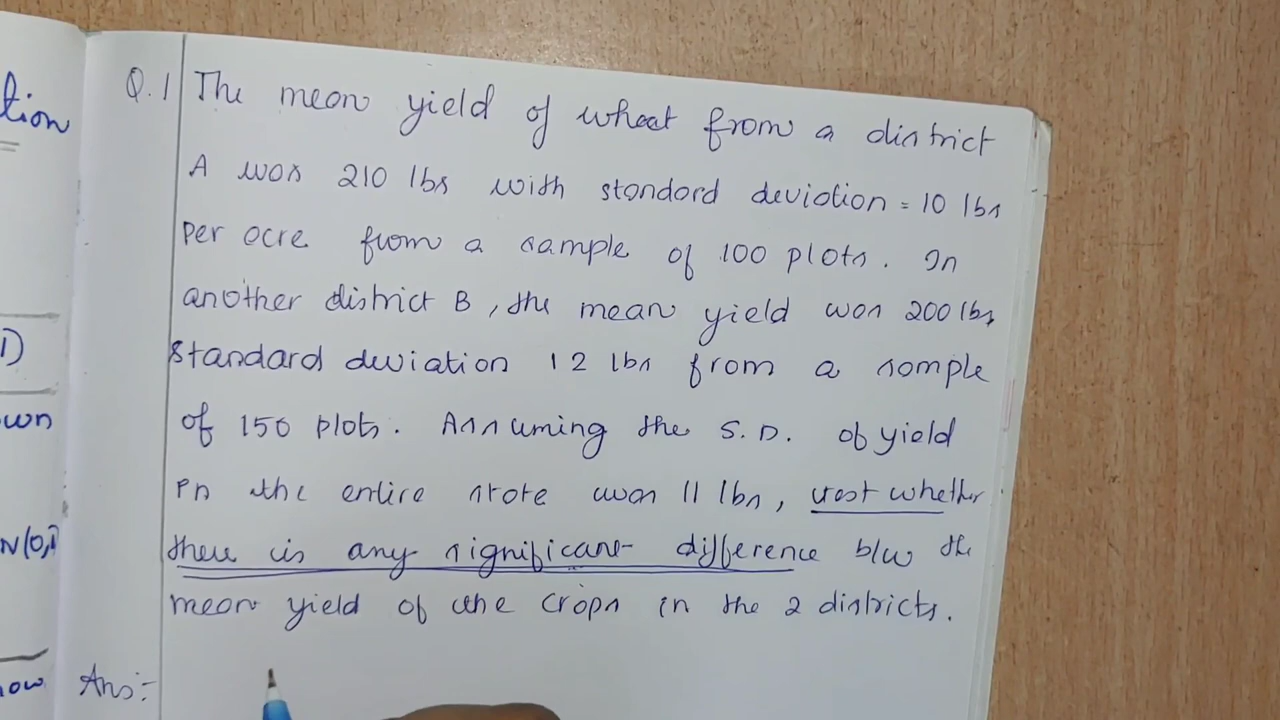 tion
1)
own
N(0,1)
now
Q.1 The mean yield of wheat from a district
A was 210 lbs with standard deviation = 10 lbs
per acre from a sample of 100 plots. In
another district B, the mean yield was 200 lbs
standard deviation 12 lbs from a sample
of 150 plots. Assuming the S.D. of yield
in the entire state was 11 lbs, test whether
there is any significant difference b/w the
mean yield of the crops in the 2 districts.
Ans:-